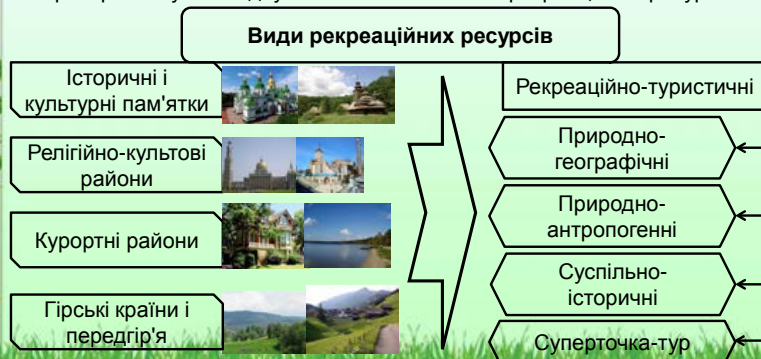 Види рекреаційних ресурсів
Історичні і
культурні пам'ятки
Релігійно-культові
райони
Курортні райони
Гірські країни і
передгір'я
Рекреаційно-туристичні
Природно-
географічні
Природно-
антропогенні
Суспільно-
історичні
Суперточка-тур